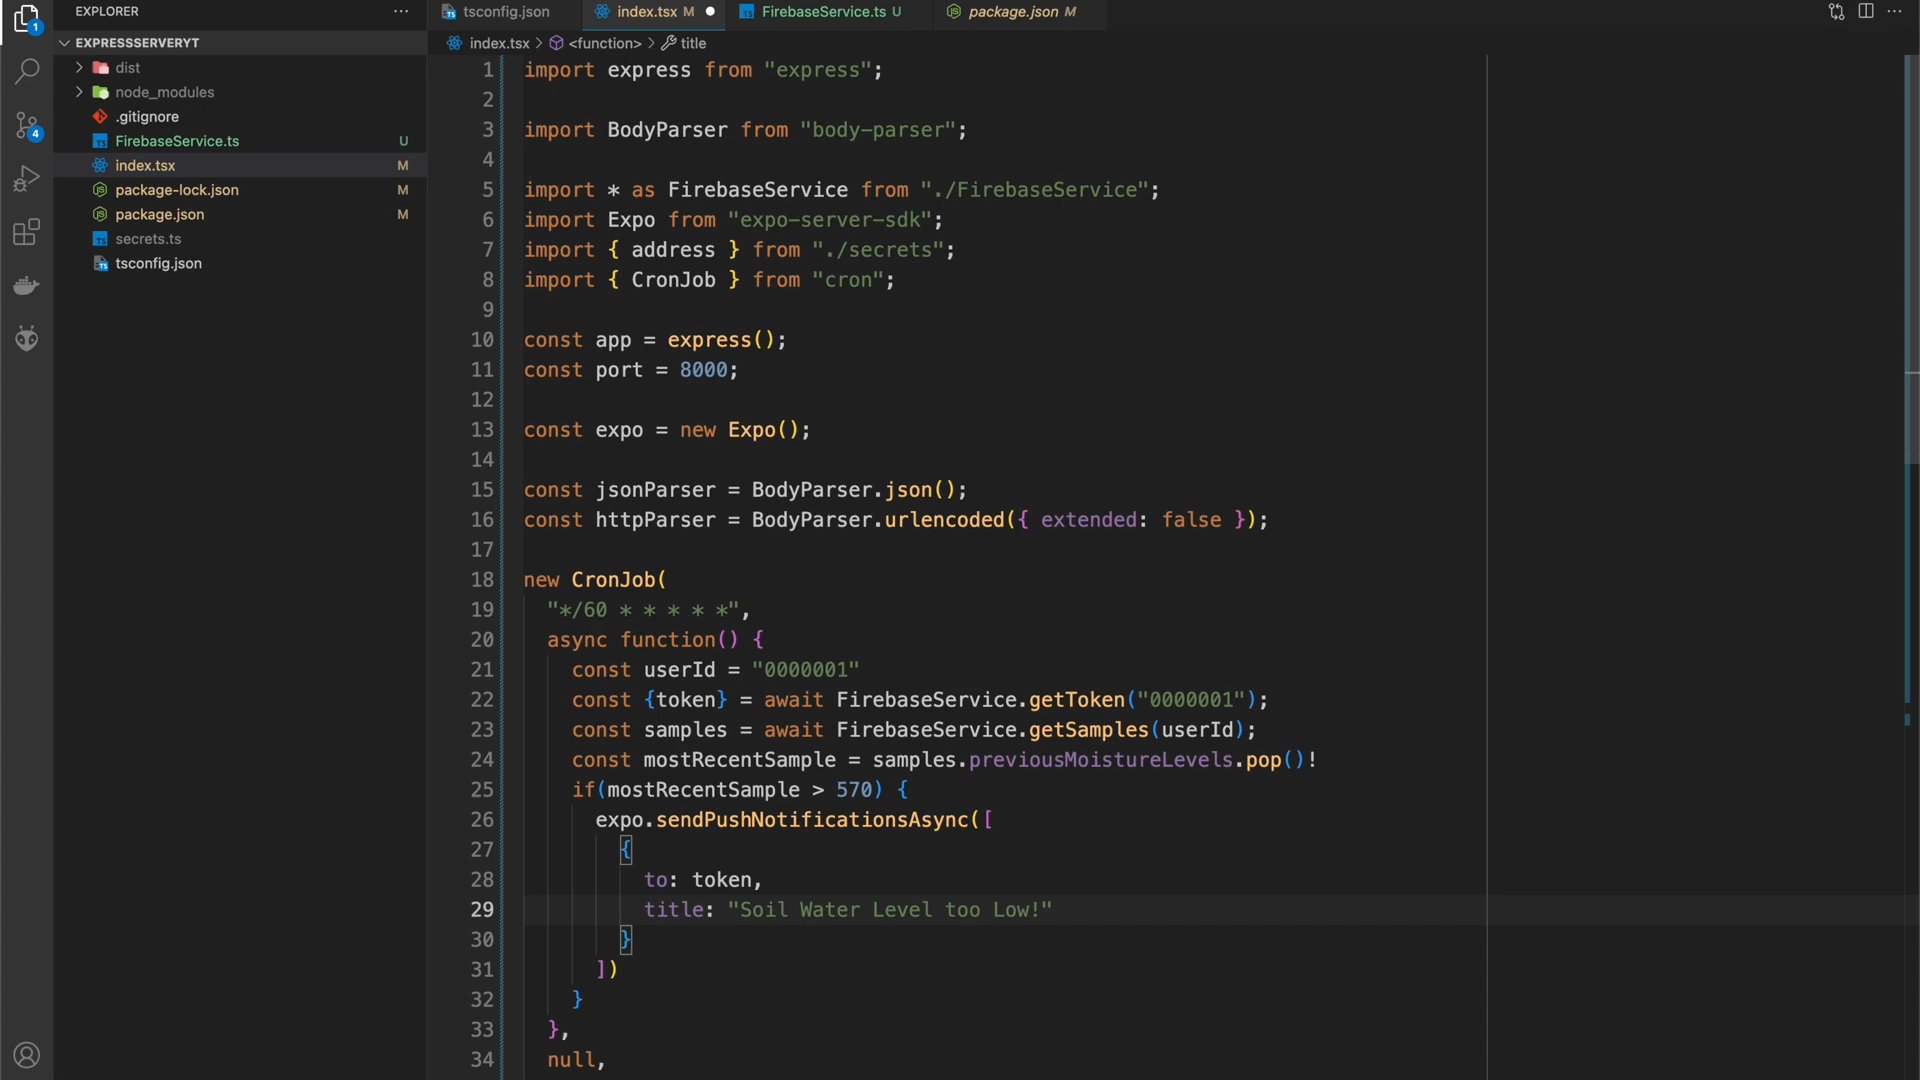 EXPLORER
EXPRESSSERVERYT
dist
node_modules
.gitignore
FirebaseService.ts U
index.tsx M
package-lock.json M
package.json M
secrets.ts
tsconfig.json
1
4
tsconfig.json index.tsx M FirebaseService.ts U package.json M
index.tsx > <function> > title
1 import express from "express";
2
3 import BodyParser from "body-parser";
4
5 import * as FirebaseService from "./FirebaseService";
6 import Expo from "expo-server-sdk";
7 import { address } from "./secrets";
8 import { CronJob } from "cron";
9
10 const app = express();
11 const port = 8000;
12
13 const expo = new Expo();
14
15 const jsonParser = BodyParser.json();
16 const httpParser = BodyParser.urlencoded({ extended: false });
17
18 new CronJob(
19 "*/60 * * * * *",
20 async function() {
21 const userId = "0000001"
22 const {token} = await FirebaseService.getToken("0000001");
23 const samples = await FirebaseService.getSamples(userId);
24 const mostRecentSample = samples.previousMoistureLevels.pop()!
25 if(mostRecentSample > 570) {
26 expo.sendPushNotificationsAsync([
27 {
28 to: token,
29 title: "Soil Water Level too Low!"
30 }
31 ])
32 }
33 },
34 null,